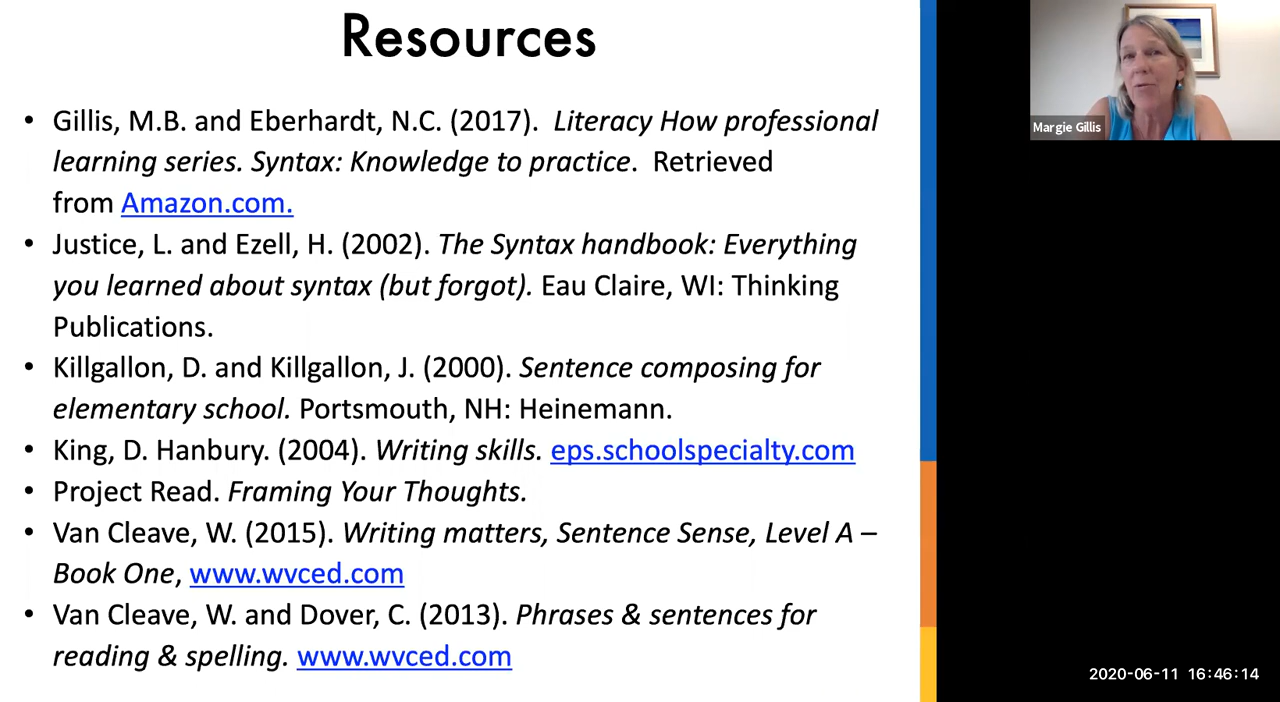 Resources
• Gillis, M.B. and Eberhardt, N.C. (2017).  Literacy How professional
learning series. Syntax: Knowledge to practice.  Retrieved
from Amazon.com.
• Justice, L. and Ezell, H. (2002). The Syntax handbook: Everything
you learned about syntax (but forgot). Eau Claire, WI: Thinking
Publications.
• Killgallon, D. and Killgallon, J. (2000). Sentence composing for
elementary school. Portsmouth, NH: Heinemann.
• King, D. Hanbury. (2004). Writing skills. eps.schoolspecialty.com
• Project Read. Framing Your Thoughts.
• Van Cleave, W. (2015). Writing matters, Sentence Sense, Level A –
Book One, www.wvced.com
• Van Cleave, W. and Dover, C. (2013). Phrases & sentences for
reading & spelling. www.wvced.com
Margie Gillis
2020-06-11 16:46:14